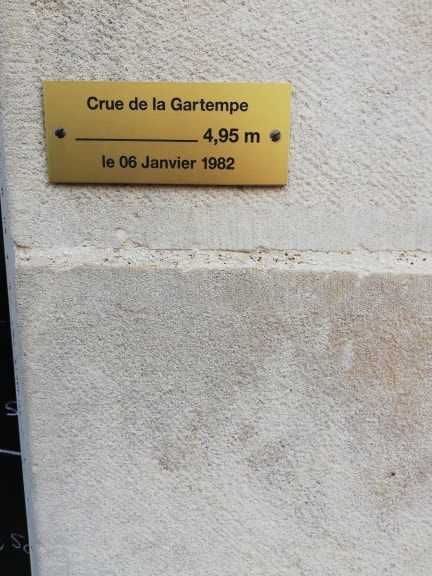 Crue de la Gartempe
4,95 m
le 06 Janvier 1982